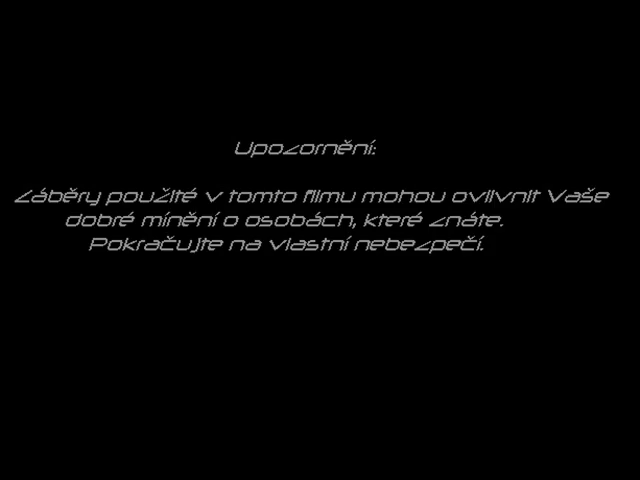 Upozornění:
Záběry použité v tomto filmu mohou ovlivnit Vaše
dobré mínění o osobách, které znáte.
Pokračujte na vlastní nebezpečí.